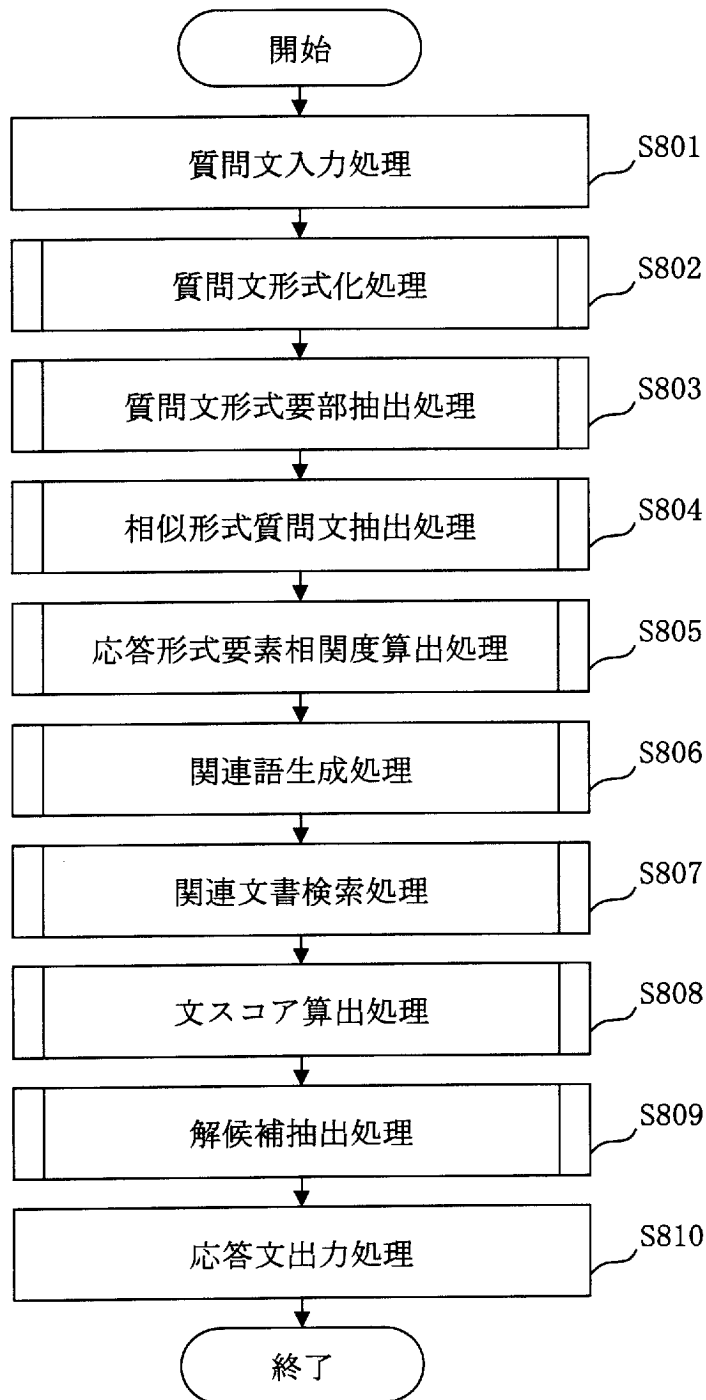 開始
質問文入力処理 S801
質問文形式化処理 S802
質問文形式要部抽出処理 S803
相似形式質問文抽出処理 S804
応答形式要素相関度算出処理 S805
関連語生成処理 S806
関連文書検索処理 S807
文スコア算出処理 S808
解候補抽出処理 S809
応答文出力処理 S810
終了